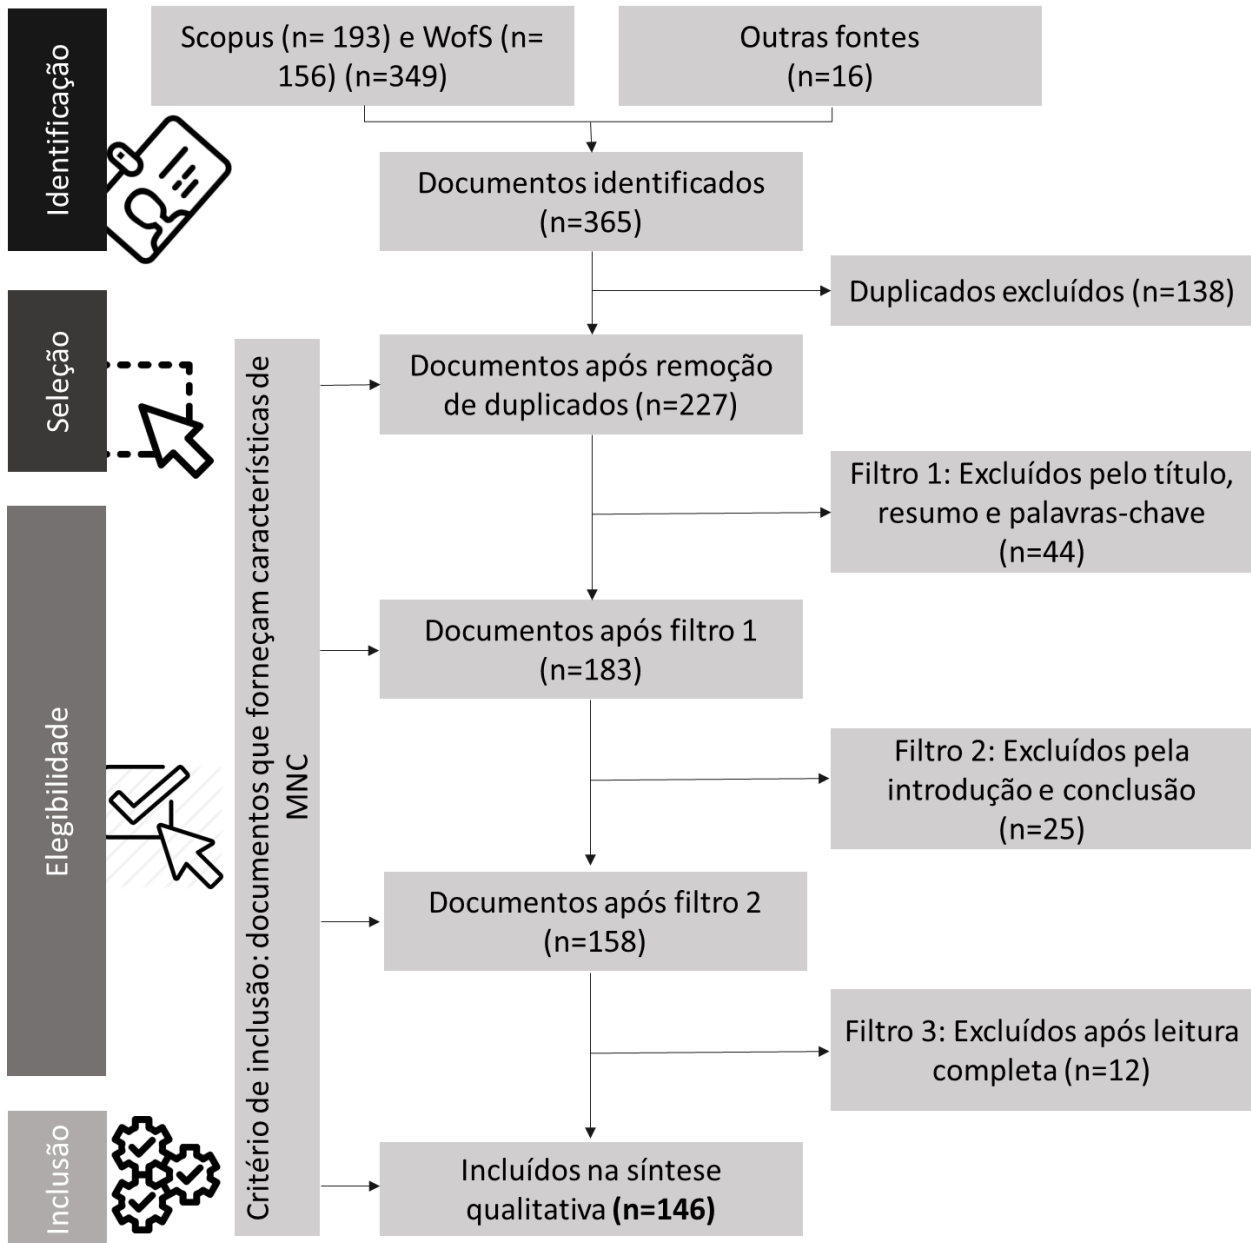 Identificação
Scopus (n= 193) e WofS (n=
156) (n=349)
Outras fontes
(n=16)
Documentos identificados
(n=365)
Duplicados excluídos (n=138)
Seleção
Critério de inclusão: documentos que forneçam características de
MNC
Documentos após remoção
de duplicados (n=227)
Filtro 1: Excluídos pelo título,
resumo e palavras-chave
(n=44)
Elegibilidade
Documentos após filtro 1
(n=183)
Filtro 2: Excluídos pela
introdução e conclusão
(n=25)
Documentos após filtro 2
(n=158)
Filtro 3: Excluídos após leitura
completa (n=12)
Inclusão
Incluídos na síntese
qualitativa (n=146)